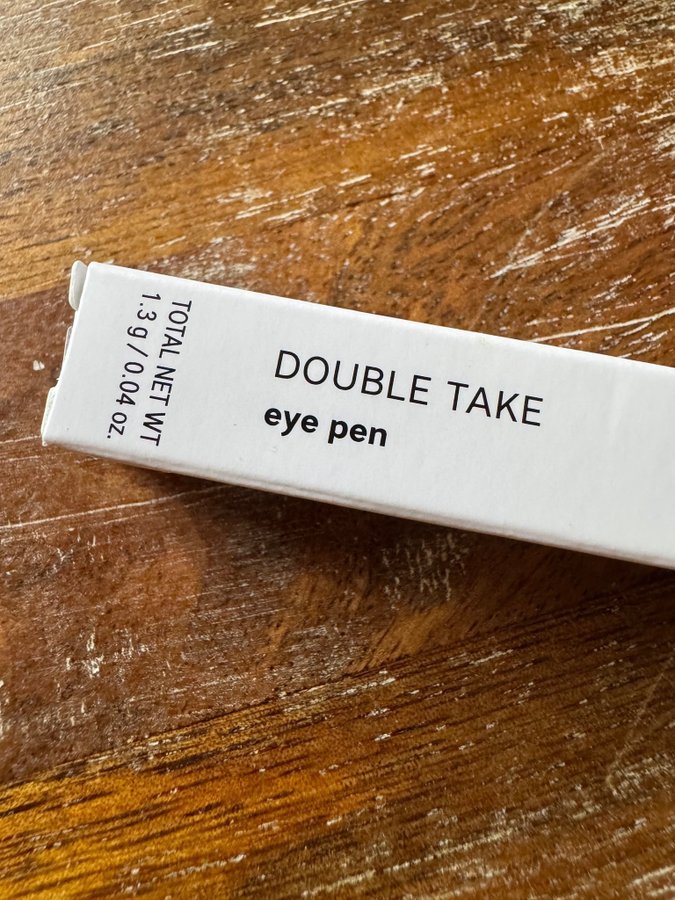 TOTAL NET WT
1.3 g / 0.04 oz.
DOUBLE TAKE
eye pen